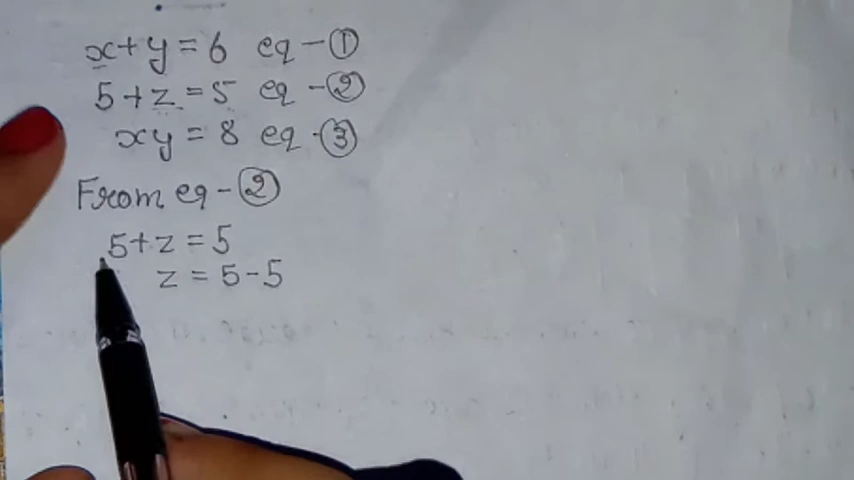 x+y=6 eq-①
5+z=5 eq-②
xy=8 eq-③
From eq-②
5+z=5
z=5-5